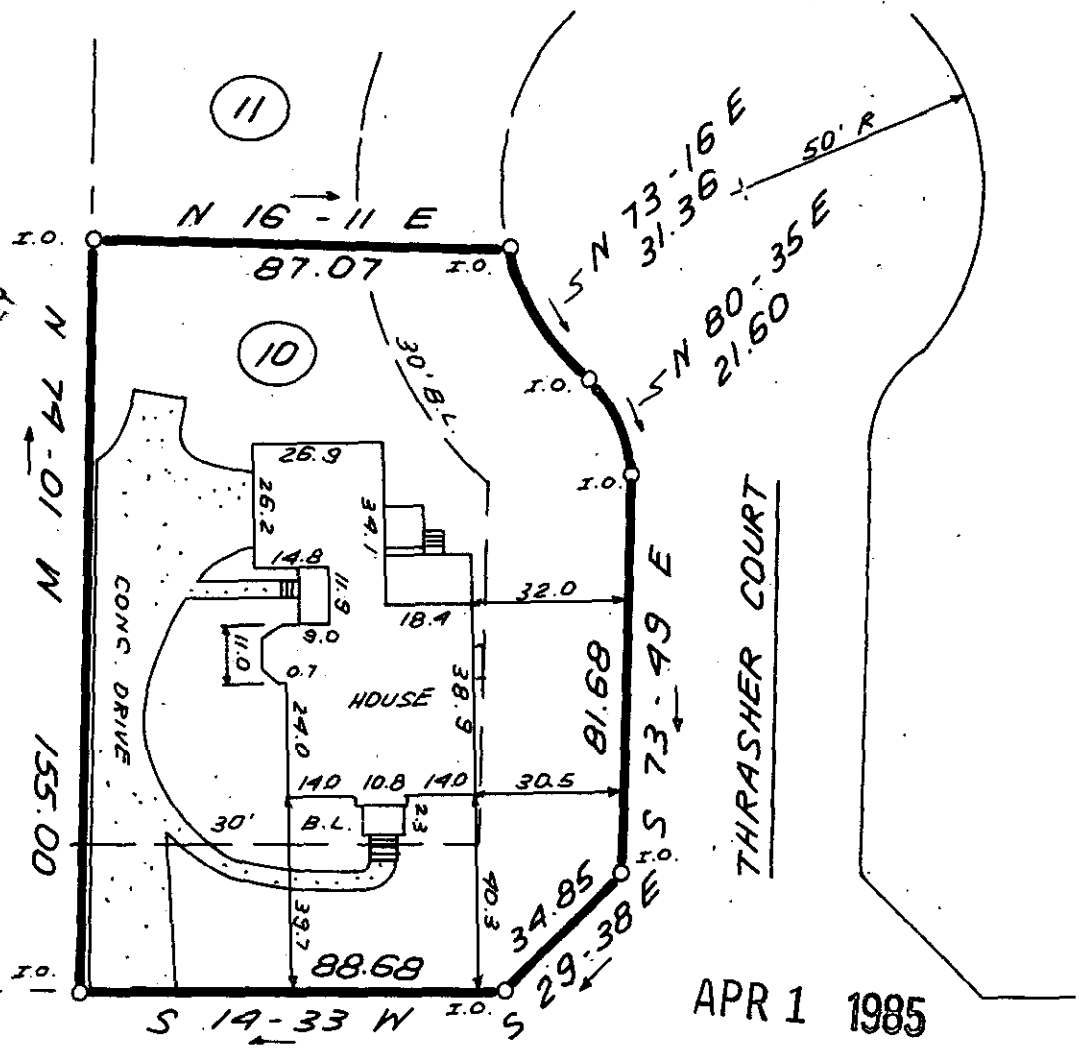 11
50' R
N 73-16 E
31.36
N 16-11 E
87.07
I.O.
I.O.
S
N 80-35 E
21.60
S
10
30' B.L.
I.O.
I.O.
N 74-01 W
155.00
26.9
26.2
34.1
14.8
11.9
18.4
32.0
9.0
11.0
0.7
HOUSE
38.9
24.0
CONC. DRIVE
14.0
10.8
14.0
30.5
2.3
30'
B.L.
81.68
S 73-49 E
THRASHER COURT
I.O.
39.7
40.3
34.85
S 29-38 E
88.68
I.O.
I.O.
S 14-33 W
APR 1 1985